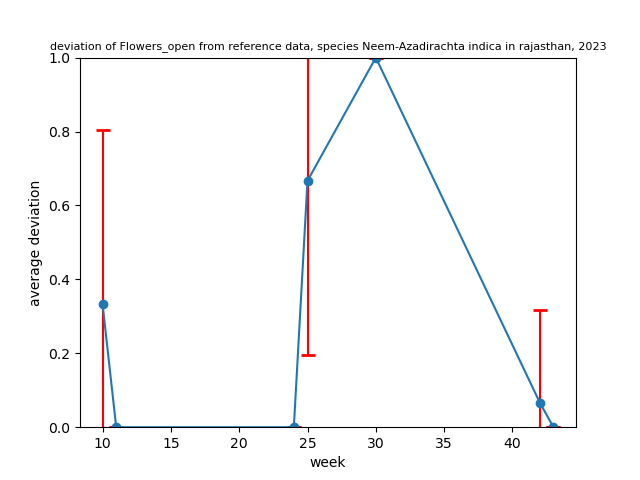 deviation of Flowers_open from reference data, species Neem-Azadirachta indica in rajasthan, 2023
1.0
0.8
0.6
0.4
0.2
0.0
average deviation
10 15 20 25 30 35 40
week